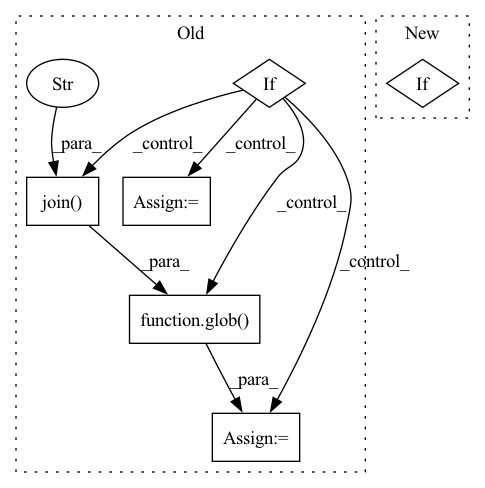 Old
New
Str
If
If
_para_
_control_
_control_
join()
Assign:=
_control_
_para_
_control_
function.glob()
_para_
Assign:=